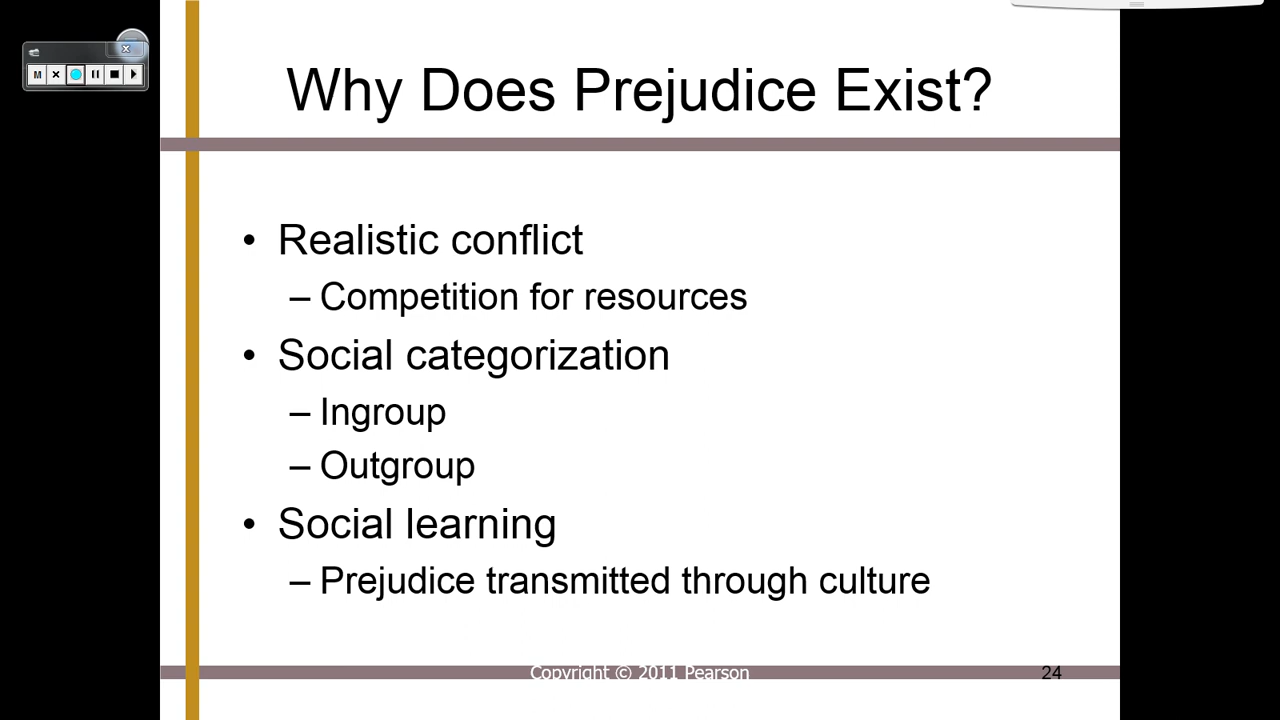 M
Why Does Prejudice Exist?
• Realistic conflict
– Competition for resources
• Social categorization
– Ingroup
– Outgroup
• Social learning
– Prejudice transmitted through culture
Copyright © 2011 Pearson
24